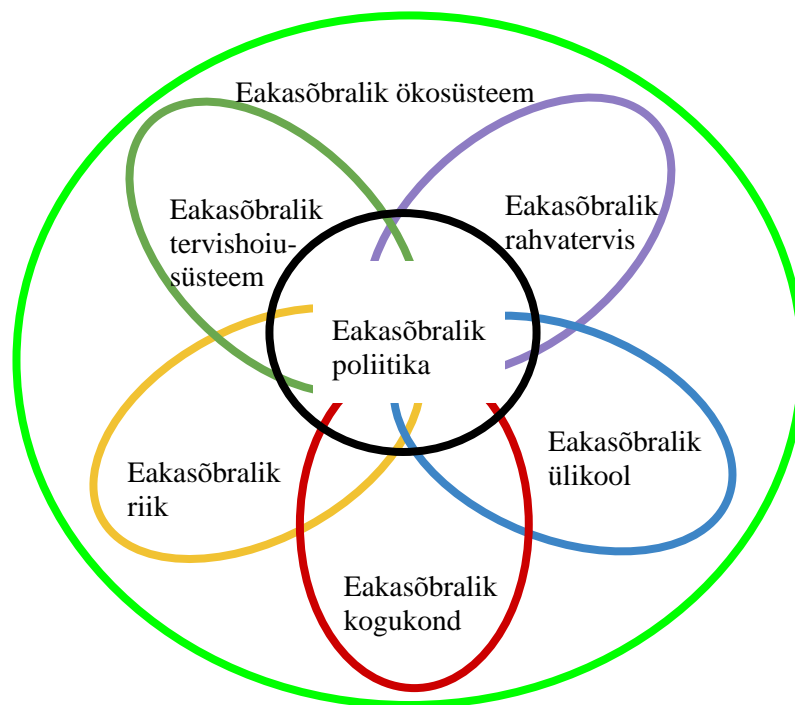 Eakasõbralik ökosüsteem
Eakasõbralik
tervishoiu-
süsteem
Eakasõbralik
rahvatervis
Eakasõbralik
poliitika
Eakasõbralik
riik
Eakasõbralik
ülikool
Eakasõbralik
kogukond